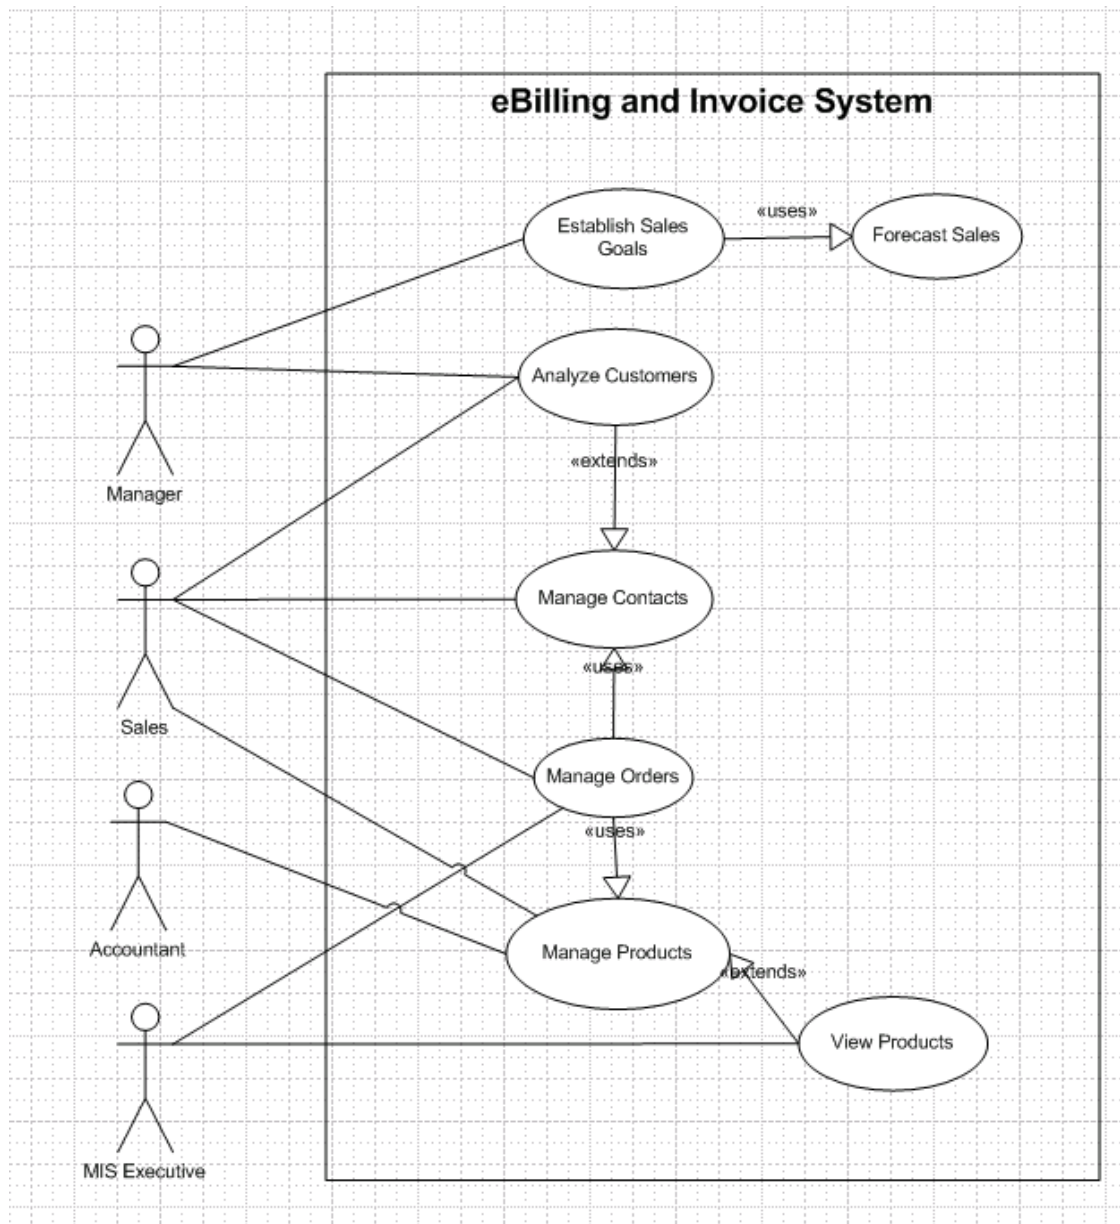 eBilling and Invoice System
Establish Sales
Goals
«uses»
Forecast Sales
Analyze Customers
«extends»
Manager
Manage Contacts
«uses»
Sales
Manage Orders
«uses»
Accountant
Manage Products
«extends»
View Products
MIS Executive